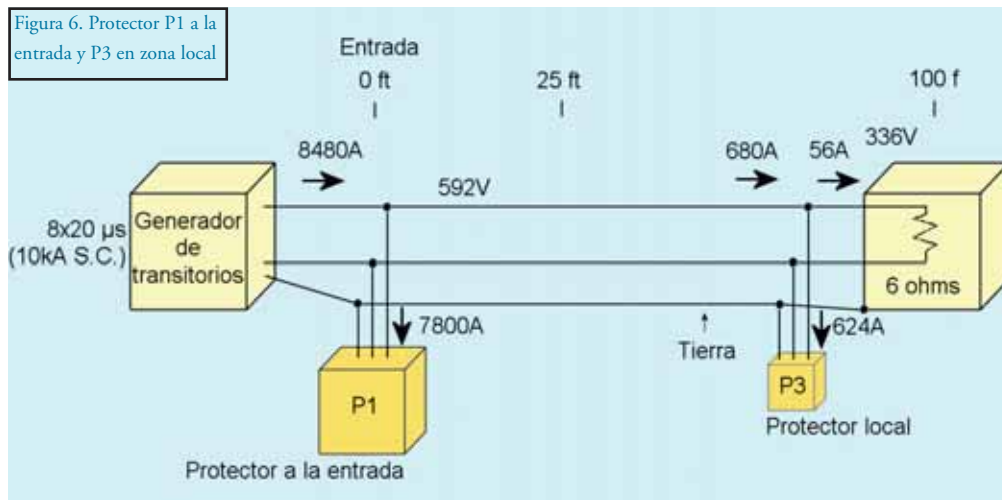 Figura 6. Protector P1 a la
entrada y P3 en zona local
Entrada
0 ft
25 ft
100 f
8480A
592V
680A
56A
336V
8x20 µs
(10kA S.C.)
Generador
de
transitorios
6 ohms
7800A
Tierra
624A
P1
P3
Protector local
Protector a la entrada